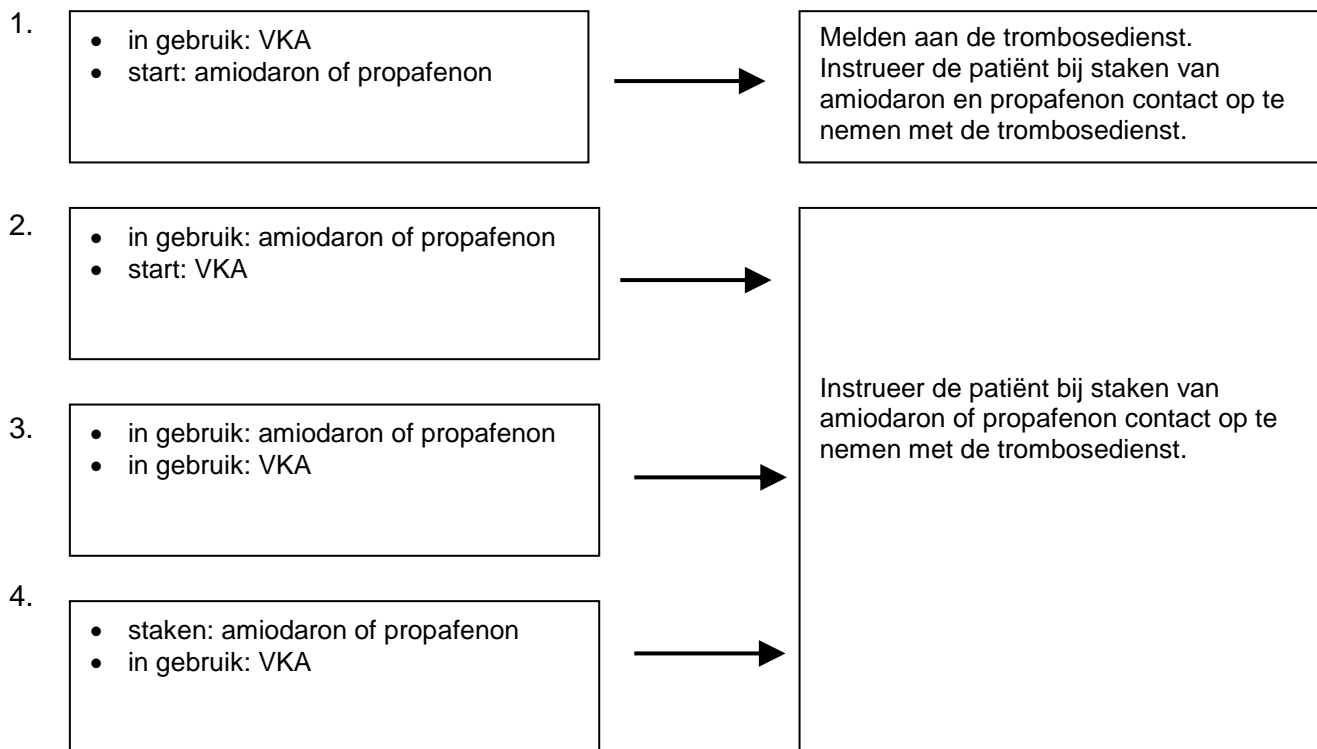 1.
• in gebruik: VKA
• start: amiodaron of propafenon
Melden aan de trombosedienst.
Instrueer de patiënt bij staken van
amiodaron en propafenon contact op te
nemen met de trombosedienst.
2.
• in gebruik: amiodaron of propafenon
• start: VKA
3.
• in gebruik: amiodaron of propafenon
• in gebruik: VKA
4.
• staken: amiodaron of propafenon
• in gebruik: VKA
Instrueer de patiënt bij staken van
amiodaron of propafenon contact op te
nemen met de trombosedienst.